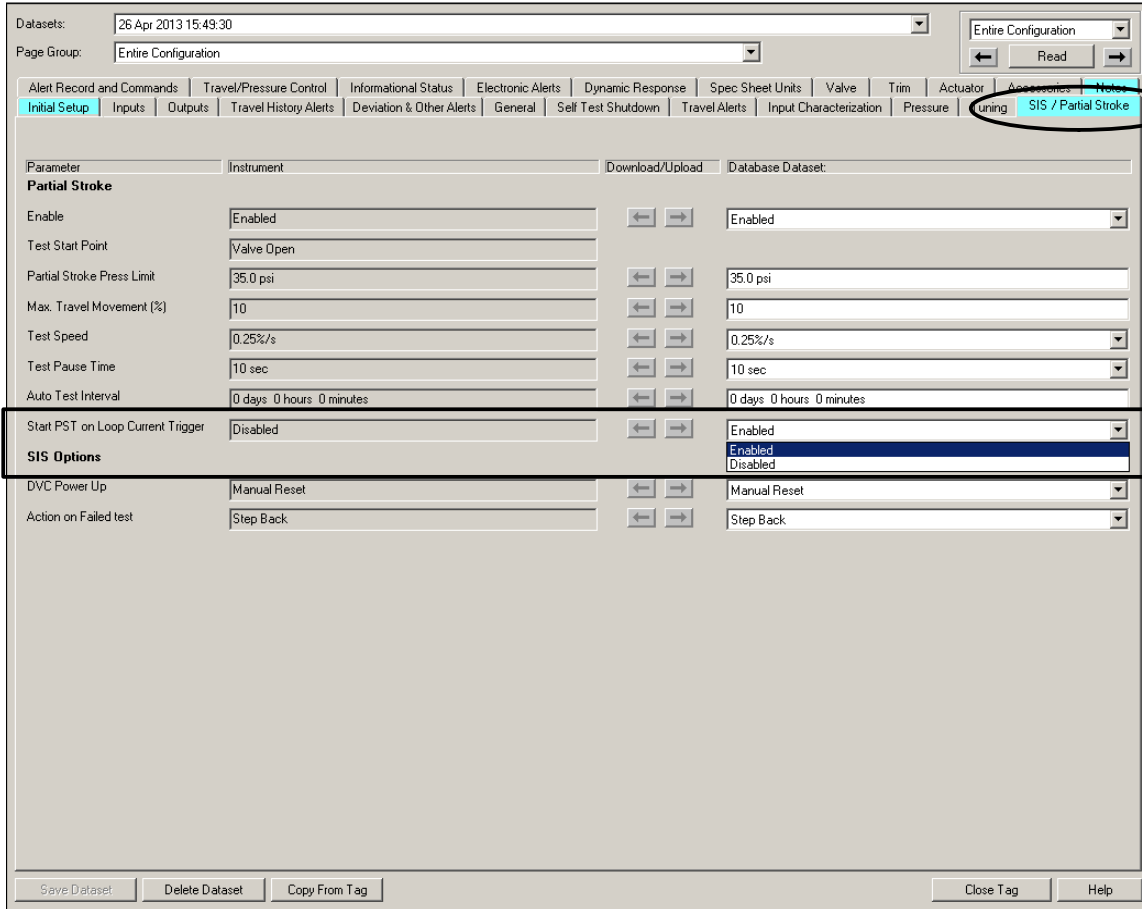 Datasets: 26 Apr 2013 15:49:30 Entire Configuration
Page Group: Entire Configuration Read
Alert Record and Commands Travel/Pressure Control Informational Status Electronic Alerts Dynamic Response Spec Sheet Units Valve Trim Actuator Accessories Notes
Initial Setup Inputs Outputs Travel History Alerts Deviation & Other Alerts General Self Test Shutdown Travel Alerts Input Characterization Pressure Tuning SIS / Partial Stroke
Parameter Instrument Download/Upload Database Dataset:
Partial Stroke
Enable Enabled Enabled
Test Start Point Valve Open
Partial Stroke Press Limit 35.0 psi 35.0 psi
Max. Travel Movement (%) 10 10
Test Speed 0.25%/s 0.25%/s
Test Pause Time 10 sec 10 sec
Auto Test Interval 0 days 0 hours 0 minutes 0 days 0 hours 0 minutes
Start PST on Loop Current Trigger Disabled Enabled
Enabled
SIS Options Disabled
DVC Power Up Manual Reset Manual Reset
Action on Failed test Step Back Step Back
Save Dataset Delete Dataset Copy From Tag Close Tag Help